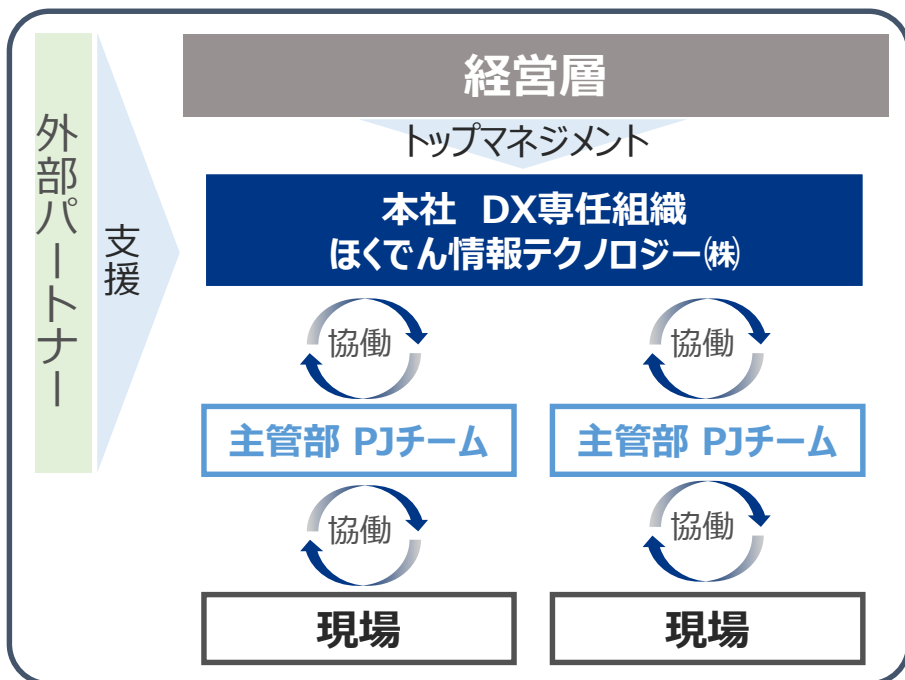 経営層
トップマネジメント
外部パートナー
支援
本社 DX専任組織
ほくでん情報テクノロジー㈱
協働
協働
主管部 PJチーム
主管部 PJチーム
協働
協働
現場
現場